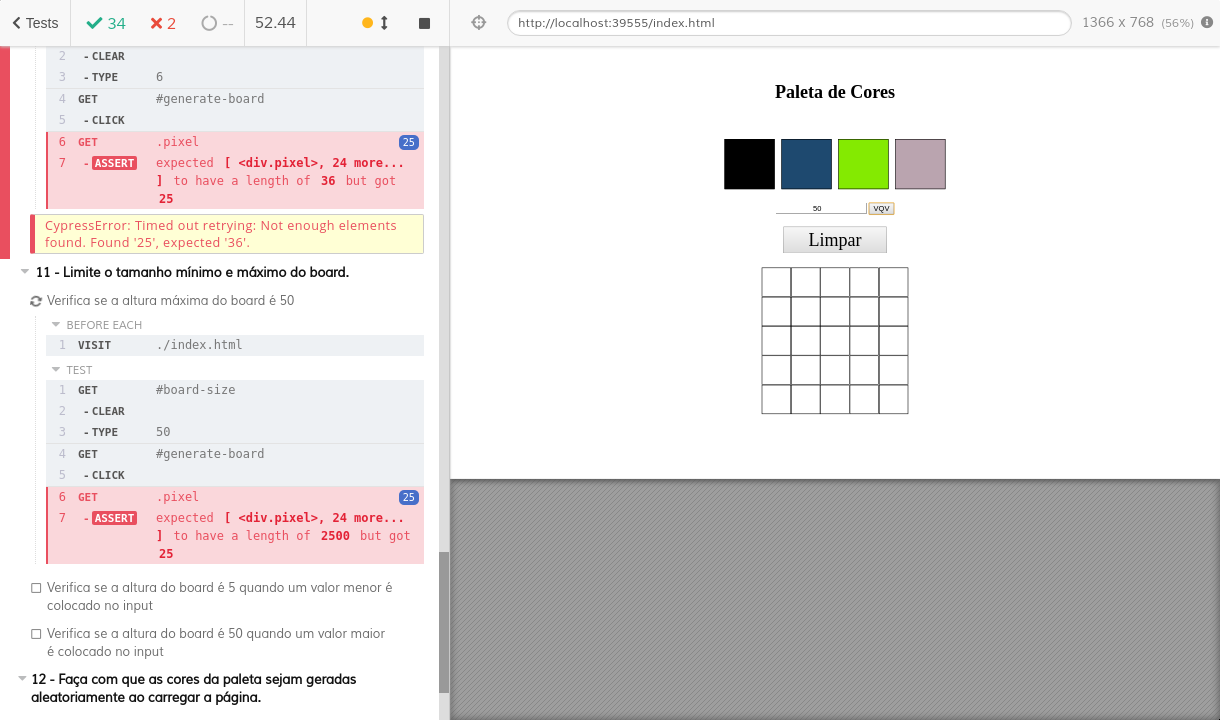 Tests
34
2
--
52.44
http://localhost:39555/index.html
1366 x 768 (56%)
2 - CLEAR
3 - TYPE 6
4 GET #generate-board
5 - CLICK
6 GET .pixel 25
7 - ASSERT expected [ <div.pixel>, 24 more...
] to have a length of 36 but got
25
CypressError: Timed out retrying: Not enough elements
found. Found '25', expected '36'.
11 - Limite o tamanho mínimo e máximo do board.
Verifica se a altura máxima do board é 50
BEFORE EACH
1 VISIT ./index.html
TEST
1 GET #board-size
2 - CLEAR
3 - TYPE 50
4 GET #generate-board
5 - CLICK
6 GET .pixel 25
7 - ASSERT expected [ <div.pixel>, 24 more...
] to have a length of 2500 but got
25
Verifica se a altura do board é 5 quando um valor menor é
colocado no input
Verifica se a altura do board é 50 quando um valor maior
é colocado no input
12 - Faça com que as cores da paleta sejam geradas
aleatoriamente ao carregar a página.
Paleta de Cores
50 VQV
Limpar